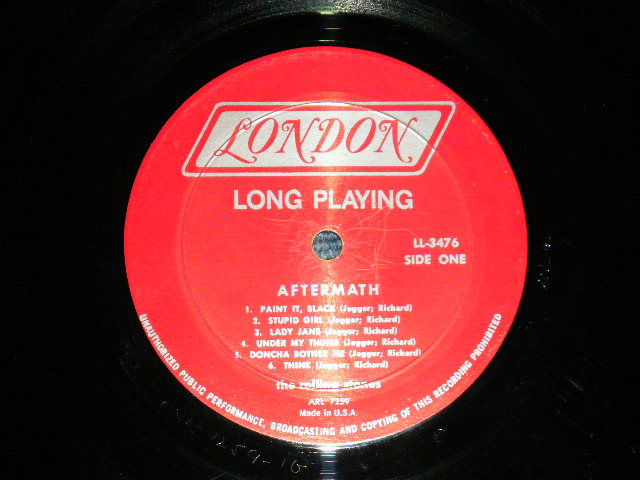 LONDON
LONG PLAYING
LL-3476
SIDE ONE
AFTERMATH
1. PAINT IT, BLACK (Jagger; Richard)
2. STUPID GIRL (Jagger; Richard)
3. LADY JANE (Jagger; Richard)
4. UNDER MY THUMB (Jagger; Richard)
5. DONCHA BOTHER ME (Jagger; Richard)
6. THINK (Jagger; Richard)
the rolling stones
ARL 7259
Made in U.S.A.
UNAUTHORIZED PUBLIC PERFORMANCE, BROADCASTING AND COPYING OF THIS RECORDING PROHIBITED